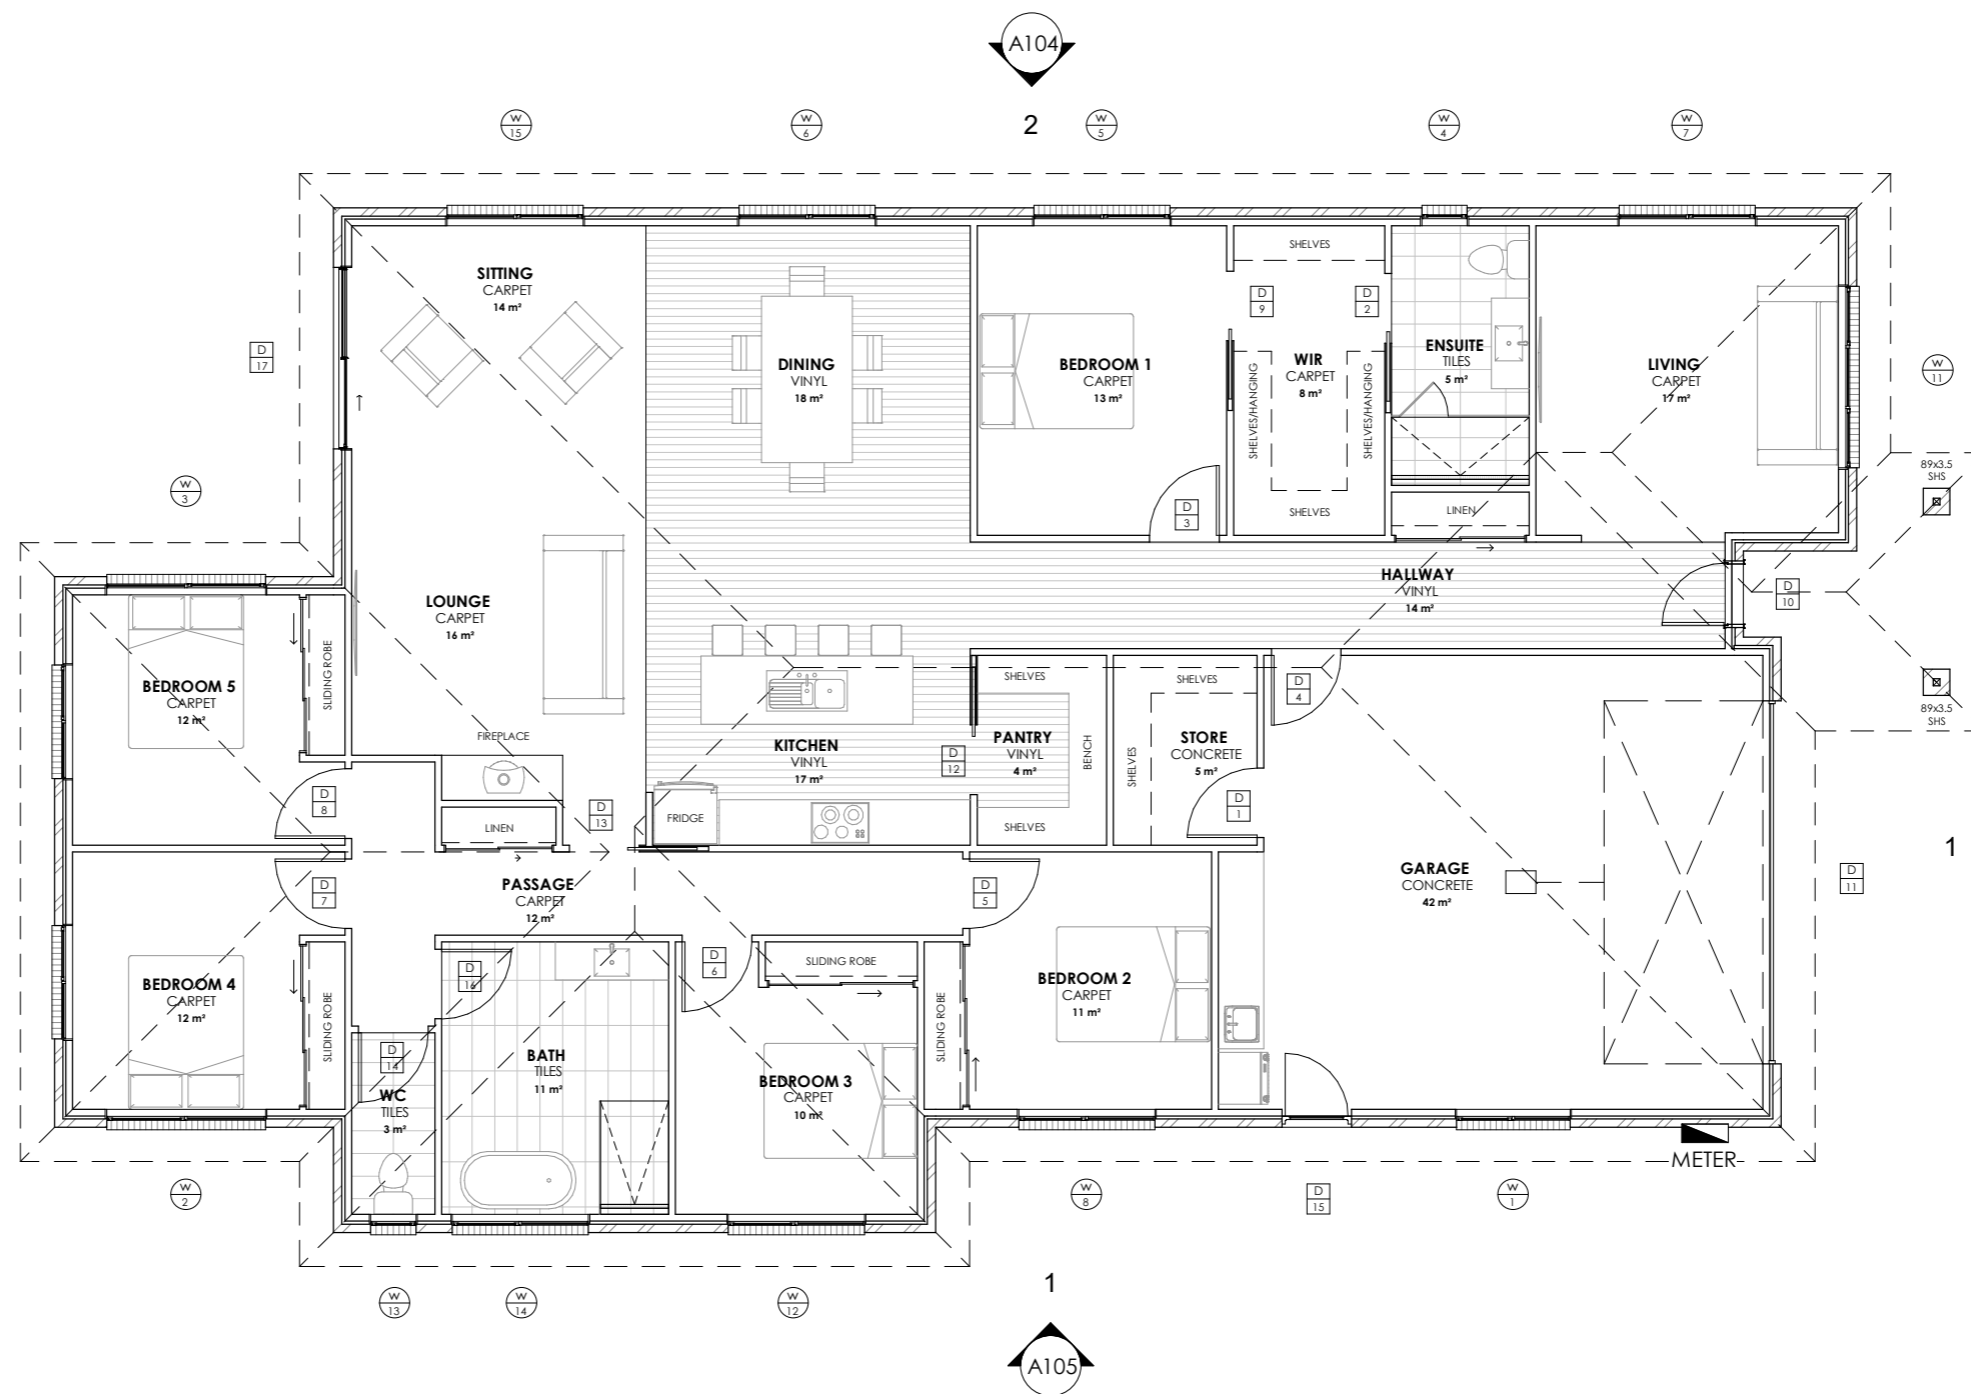 A104
2
W
15
W
6
W
5
W
4
W
7
SITTING
CARPET
14 m²
SHELVES
D
9
D
2
D
17
DINING
VINYL
18 m²
BEDROOM 1
CARPET
13 m²
WIR
CARPET
8 m²
SHELVES/HANGING
SHELVES/HANGING
ENSUITE
TILES
5 m²
LIVING
CARPET
17 m²
W
11
W
3
D
3
SHELVES
LINEN
89x3.5
SHS
HALLWAY
VINYL
14 m²
D
10
LOUNGE
CARPET
16 m²
BEDROOM 5
CARPET
12 m²
SLIDING ROBE
SHELVES
SHELVES
D
4
89x3.5
SHS
FIREPLACE
KITCHEN
VINYL
17 m²
D
12
PANTRY
VINYL
4 m²
BENCH
SHELVES
STORE
CONCRETE
5 m²
D
8
LINEN
D
13
FRIDGE
SHELVES
D
1
D
7
PASSAGE
CARPET
12 m²
D
5
GARAGE
CONCRETE
42 m²
D
11
1
BEDROOM 4
CARPET
12 m²
SLIDING ROBE
D
16
D
6
SLIDING ROBE
SLIDING ROBE
BEDROOM 2
CARPET
11 m²
D
14
WC
TILES
3 m²
BATH
TILES
11 m²
BEDROOM 3
CARPET
10 m²
METER
W
2
W
8
D
15
W
1
W
13
W
14
W
12
1
A105